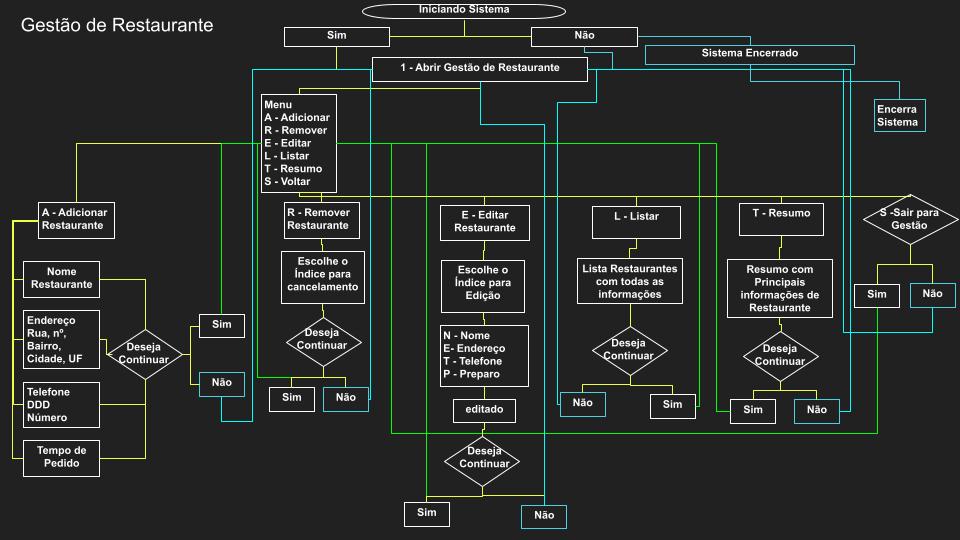 Gestão de Restaurante
Iniciando Sistema
Sim
Não
Sistema Encerrado
1 - Abrir Gestão de Restaurante
Encerra
Sistema
Menu
A - Adicionar
R - Remover
E - Editar
L - Listar
T - Resumo
S - Voltar
A - Adicionar
Restaurante
R - Remover
Restaurante
E - Editar
Restaurante
L - Listar
T - Resumo
S -Sair para
Gestão
Nome
Restaurante
Endereço
Rua, nº,
Bairro,
Cidade, UF
Telefone
DDD
Número
Tempo de
Pedido
Deseja
Continuar
Sim
Não
Escolhe o
Índice para
cancelamento
Deseja
Continuar
Sim
Não
Escolhe o
Índice para
Edição
N - Nome
E- Endereço
T - Telefone
P - Preparo
editado
Deseja
Continuar
Sim
Não
Lista Restaurantes
com todas as
informações
Deseja
Continuar
Não
Sim
Resumo com
Principais
informações de
Restaurante
Deseja
Continuar
Sim
Não
Sim
Não